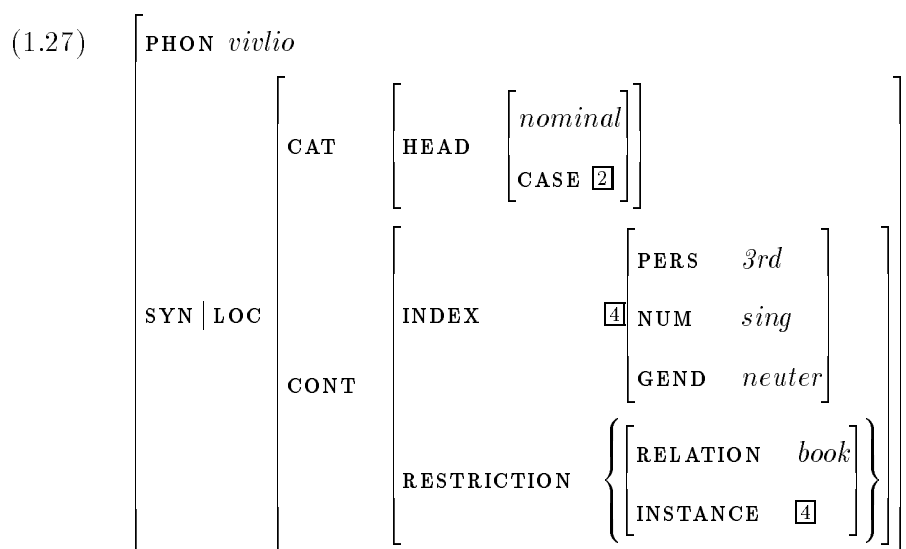 (1.27)
PHON vivlio
nominal
CAT HEAD
CASE 2
PERS 3rd
SYN | LOC INDEX 4 NUM sing
GEND neuter
CONT
RELATION book
RESTRICTION
INSTANCE 4